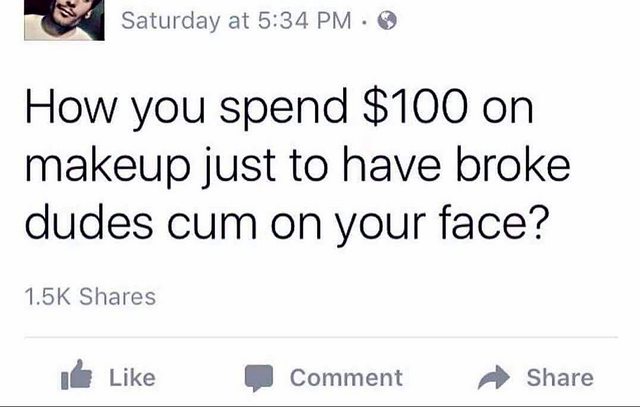 Saturday at 5:34 PM ·
How you spend $100 on
makeup just to have broke
dudes cum on your face?
1.5K Shares
Like Comment Share